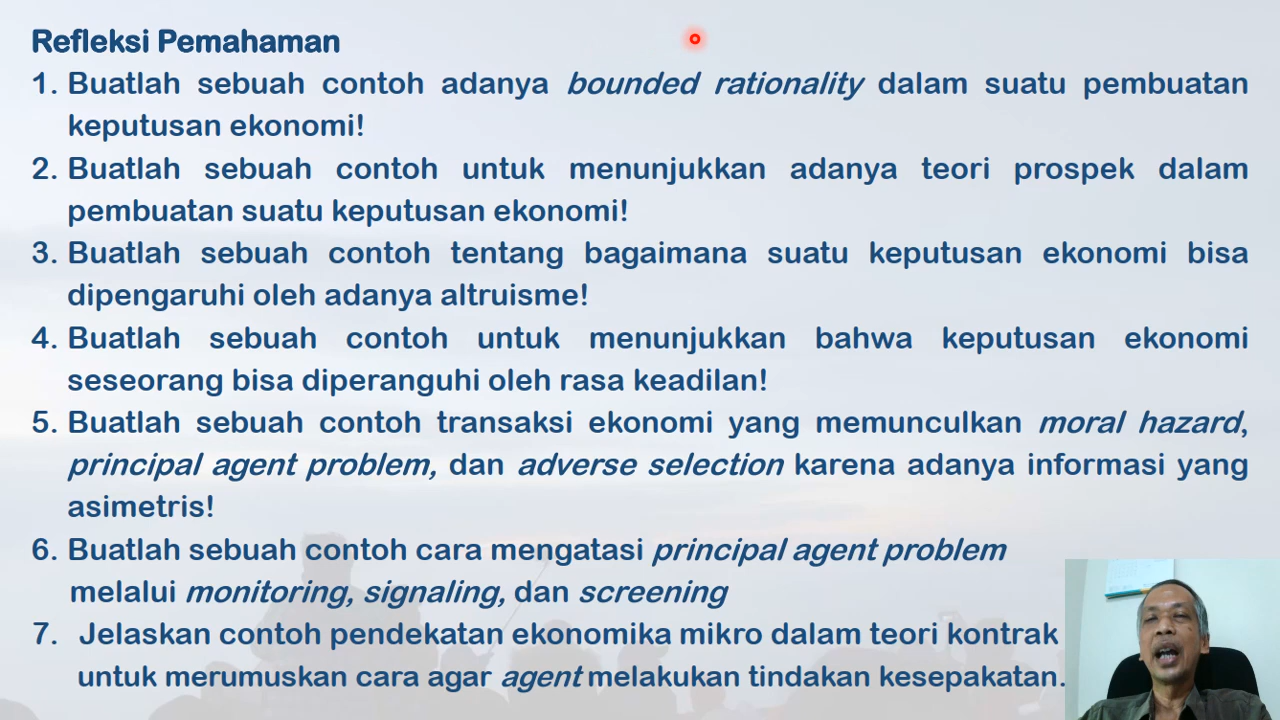 Refleksi Pemahaman
1. Buatlah sebuah contoh adanya bounded rationality dalam suatu pembuatan
keputusan ekonomi!
2. Buatlah sebuah contoh untuk menunjukkan adanya teori prospek dalam
pembuatan suatu keputusan ekonomi!
3. Buatlah sebuah contoh tentang bagaimana suatu keputusan ekonomi bisa
dipengaruhi oleh adanya altruisme!
4. Buatlah sebuah contoh untuk menunjukkan bahwa keputusan ekonomi
seseorang bisa diperanguhi oleh rasa keadilan!
5. Buatlah sebuah contoh transaksi ekonomi yang memunculkan moral hazard,
principal agent problem, dan adverse selection karena adanya informasi yang
asimetris!
6. Buatlah sebuah contoh cara mengatasi principal agent problem
melalui monitoring, signaling, dan screening
7. Jelaskan contoh pendekatan ekonomika mikro dalam teori kontrak
untuk merumuskan cara agar agent melakukan tindakan kesepakatan.